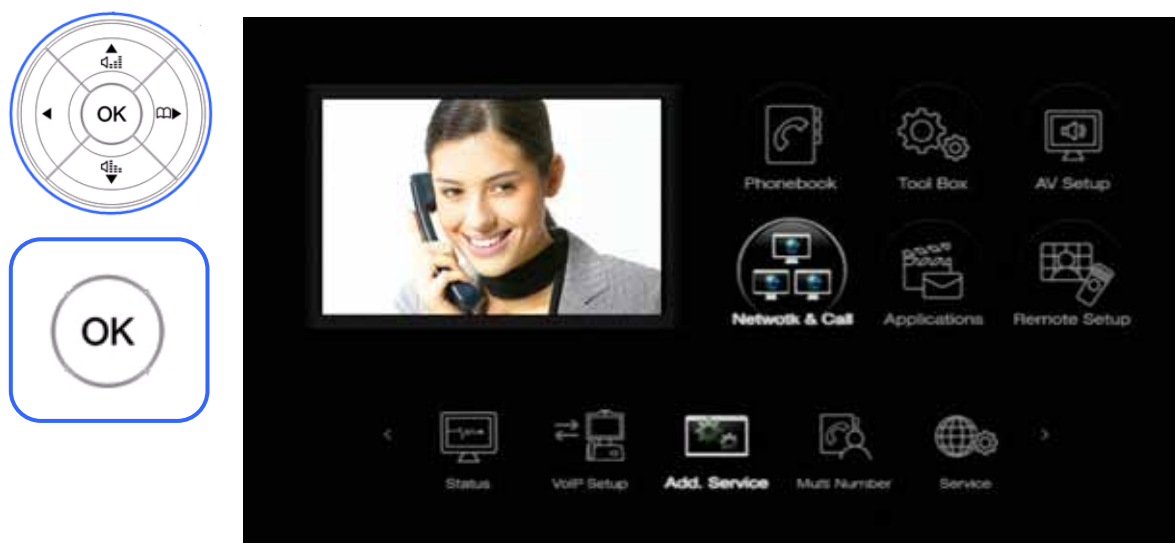 OK
OK
Phonebook Tool Box AV Setup
Netwotk & Call Applications Remote Setup
Status VoIP Setup Add. Service Multi Number Service